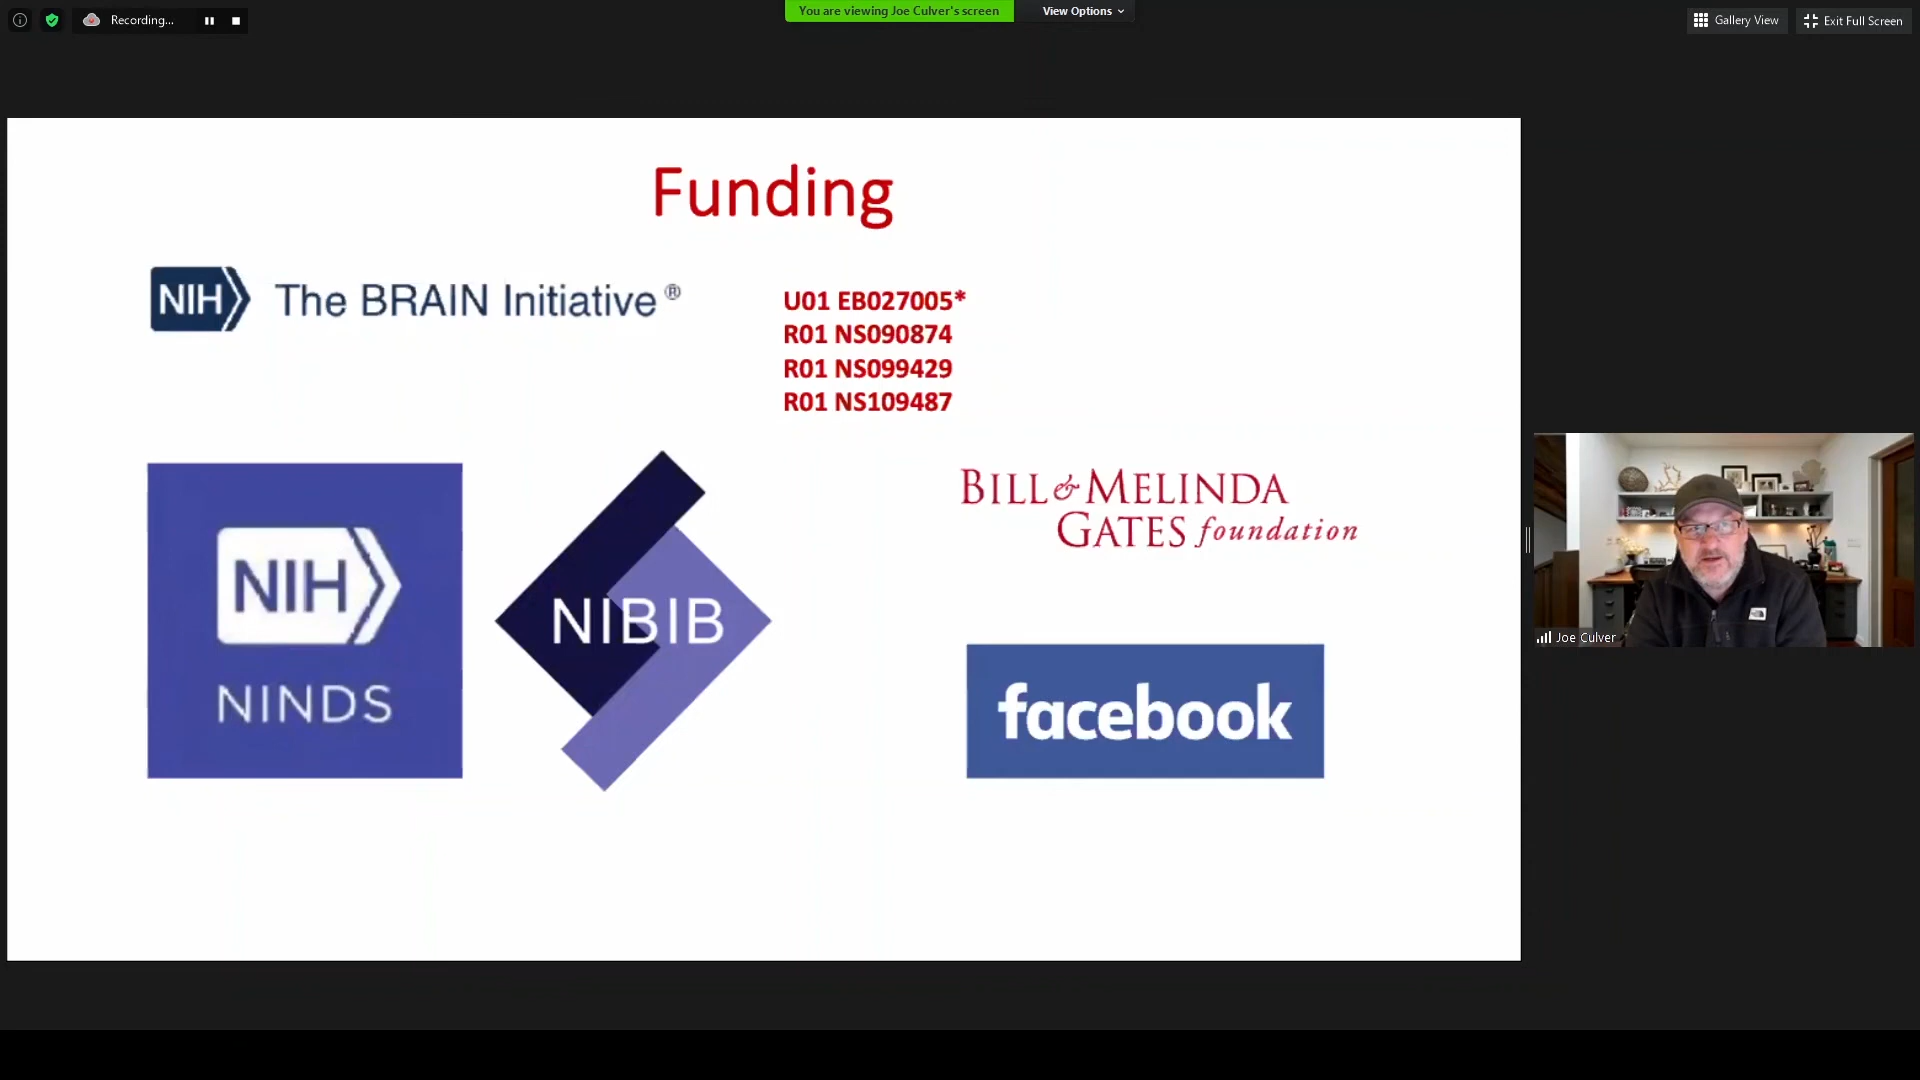 Recording...
You are viewing Joe Culver's screen
View Options
Gallery View
Exit Full Screen
Funding
NIH The BRAIN Initiative®
U01 EB027005*
R01 NS090874
R01 NS099429
R01 NS109487
NIH
NINDS
NIBIB
BILL & MELINDA
GATES foundation
facebook
Joe Culver